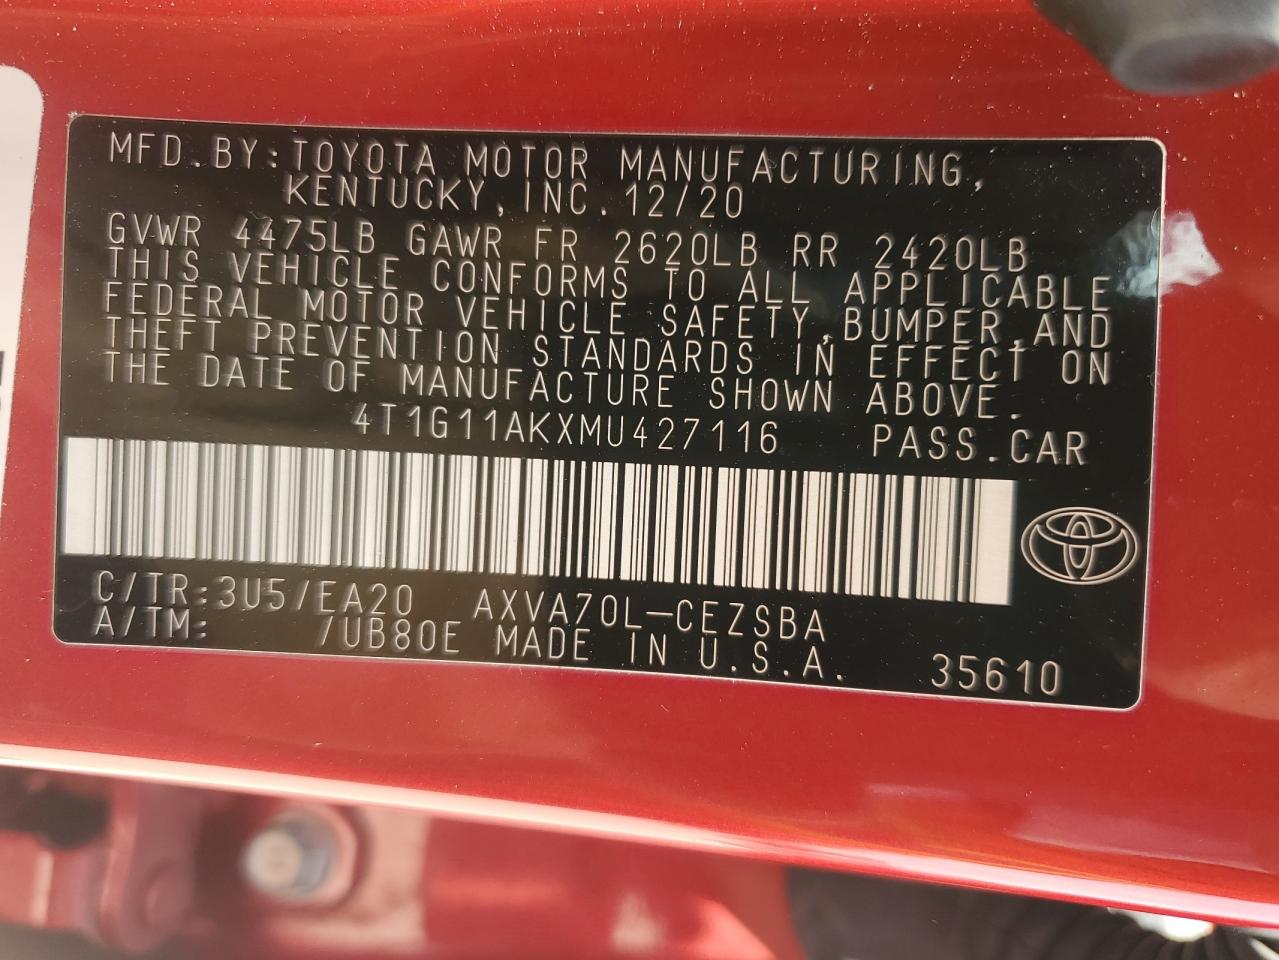 MFD.BY:TOYOTA MOTOR MANUFACTURING,
KENTUCKY,INC.12/20
GVWR 4475LB GAWR FR 2620LB RR 2420LB
THIS VEHICLE CONFORMS TO ALL APPLICABLE
FEDERAL MOTOR VEHICLE SAFETY,BUMPER,AND
THEFT PREVENTION STANDARDS IN EFFECT ON
THE DATE OF MANUFACTURE SHOWN ABOVE.
4T1G11AKXMU427116 PASS.CAR
C/TR:3U5/EA20 AXVA70L-CEZSBA
A/TM: /UB80E MADE IN U.S.A. 35610